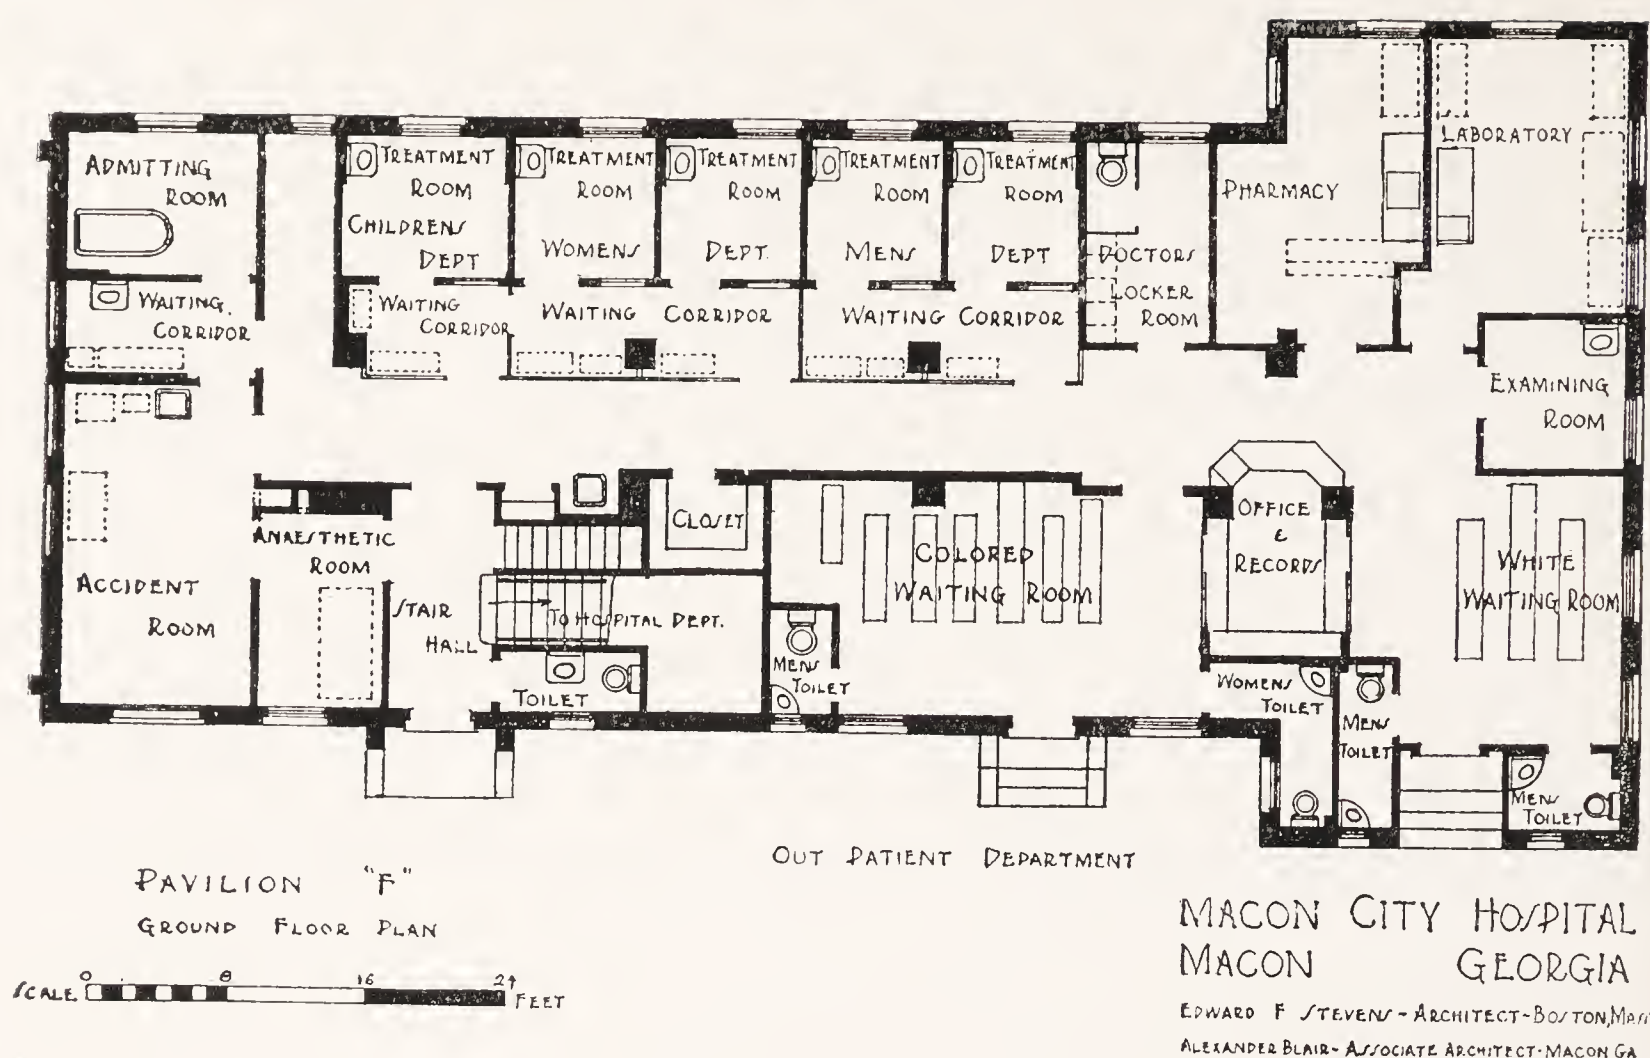 LABORATORY
ADMITTING
ROOM
TREATMENT
ROOM
CHILDRENS
DEPT
TREATMENT
ROOM
WOMENS
TREATMENT
ROOM
DEPT.
TREATMENT
ROOM
MENS
TREATMENT
ROOM
DEPT
PHARMACY
DOCTORS
LOCKER
ROOM
WAITING
CORRIDOR
WAITING
CORRIDOR
WAITING CORRIDOR
WAITING CORRIDOR
EXAMINING
ROOM
ANAESTHETIC
ROOM
CLOSET
COLORED
WAITING ROOM
OFFICE
&
RECORDS
WHITE
WAITING ROOM
ACCIDENT
ROOM
STAIR
HALL
TO HOSPITAL DEPT.
TOILET
MENS
TOILET
WOMENS
TOILET
MENS
TOILET
MENS
TOILET
OUT PATIENT DEPARTMENT
PAVILION "F"
GROUND FLOOR PLAN
0 8 16 24
SCALE FEET
MACON CITY HOSPITAL
MACON GEORGIA
EDWARD F STEVENS - ARCHITECT - BOSTON, MASS
ALEXANDER BLAIR - ASSOCIATE ARCHITECT - MACON GA